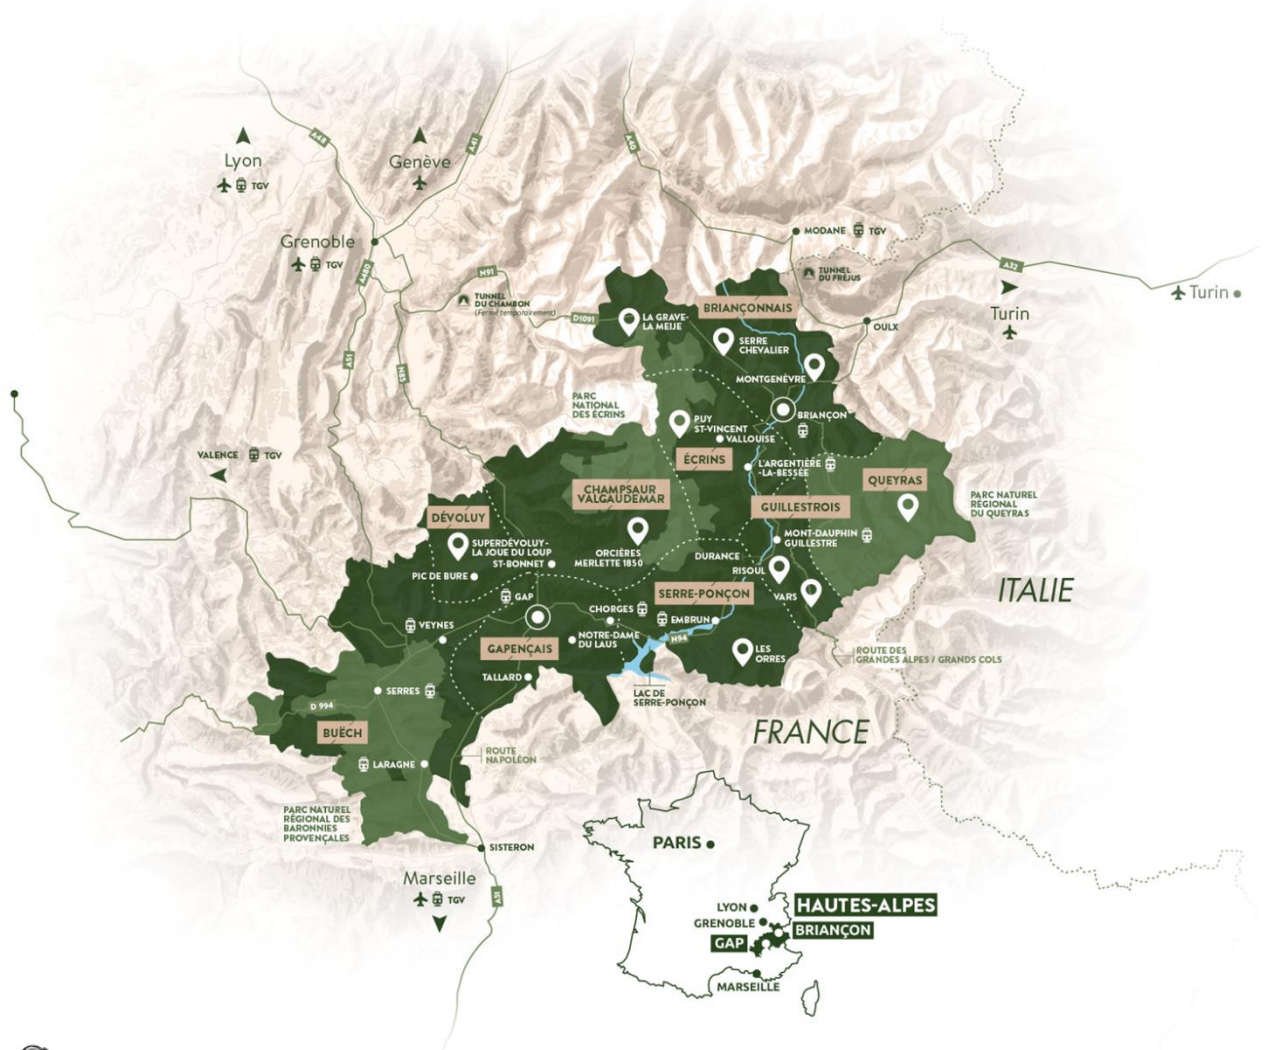 A48
A41
A40
Lyon
TGV
Genève
Grenoble
TGV
A480
MODANE
TGV
TUNNEL
DU FRÉJUS
A32
Turin
Turin
OULX
N91
TUNNEL
DU CHAMBON
(Fermé temporairement)
D1091
LA GRAVE-
LA MEIJE
BRIANÇONNAIS
SERRE
CHEVALIER
MONTGENÈVRE
BRIANÇON
A51
N85
PARC
NATIONAL
DES ÉCRINS
PUY
ST-VINCENT
VALLOUISE
ÉCRINS
L'ARGENTIÈRE
-LA-BESSÉE
VALENCE
TGV
QUEYRAS
PARC NATUREL
RÉGIONAL
DU QUEYRAS
CHAMPSAUR
VALGAUDEMAR
GUILLESTROIS
DÉVOLUY
SUPERDÉVOLUY-
LA JOUE DU LOUP
ST-BONNET
PIC DE BURE
ORCIÈRES
MERLETTE 1850
MONT-DAUPHIN
GUILLESTRE
DURANCE
RISOUL
VARS
SERRE-PONÇON
GAP
CHORGES
EMBRUN
N94
VEYNES
GAPENÇAIS
NOTRE-DAME
DU LAUS
LES
ORRES
ROUTE DES
GRANDES ALPES / GRANDS COLS
ITALIE
TALLARD
LAC DE
SERRE-PONÇON
SERRES
D 994
BUËCH
FRANCE
ROUTE
NAPOLÉON
LARAGNE
PARC NATUREL
RÉGIONAL DES
BARONNIES
PROVENÇALES
SISTERON
Marseille
TGV
PARIS
LYON
HAUTES-ALPES
GRENOBLE
BRIANÇON
GAP
MARSEILLE